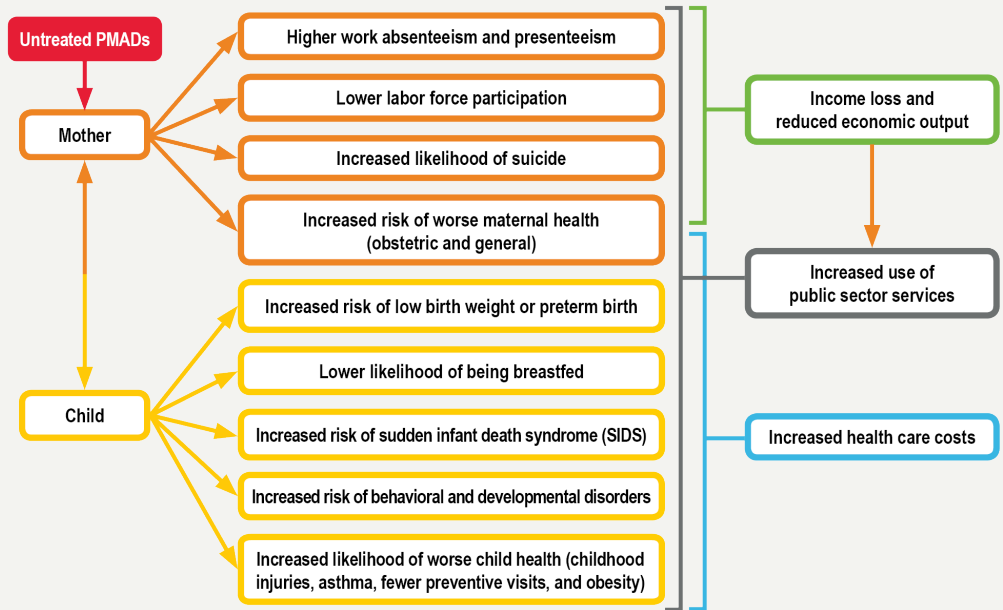 Untreated PMADs
Mother
Child
Higher work absenteeism and presenteeism
Lower labor force participation
Increased likelihood of suicide
Increased risk of worse maternal health
(obstetric and general)
Increased risk of low birth weight or preterm birth
Lower likelihood of being breastfed
Increased risk of sudden infant death syndrome (SIDS)
Increased risk of behavioral and developmental disorders
Increased likelihood of worse child health (childhood
injuries, asthma, fewer preventive visits, and obesity)
Income loss and
reduced economic output
Increased use of
public sector services
Increased health care costs